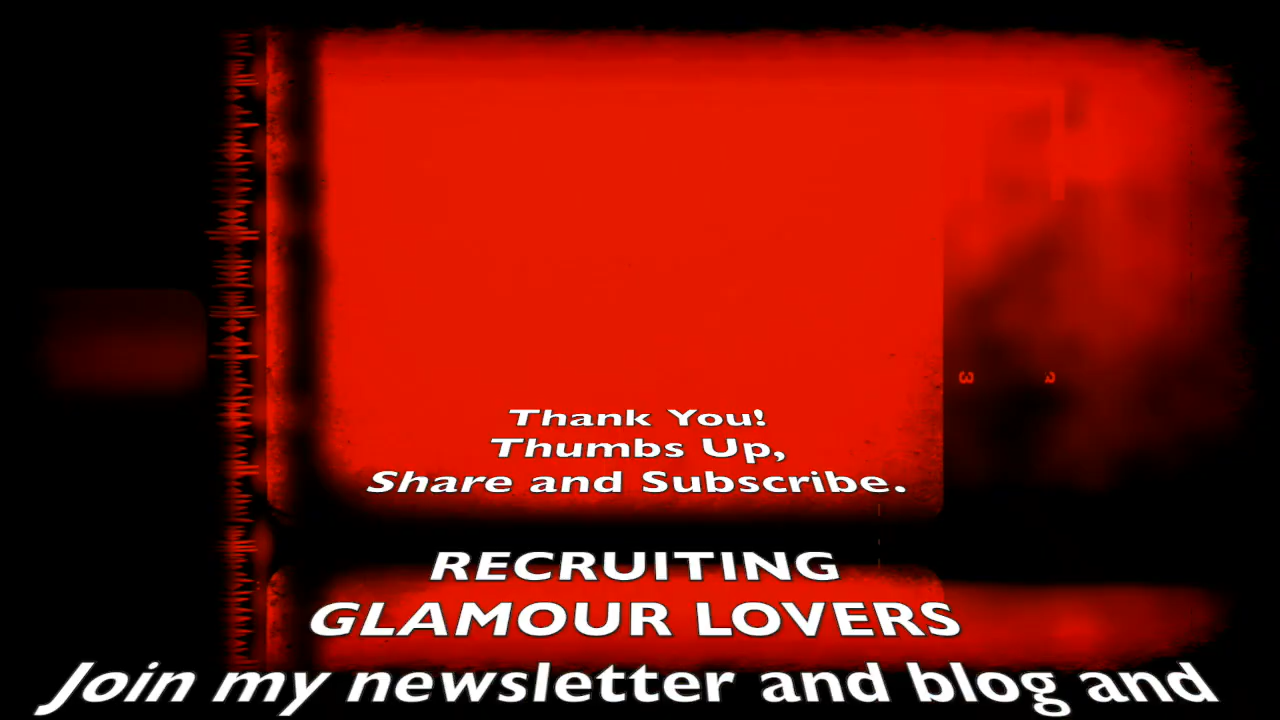 Thank You!
Thumbs Up,
Share and Subscribe.
RECRUITING
GLAMOUR LOVERS
Join my newsletter and blog and